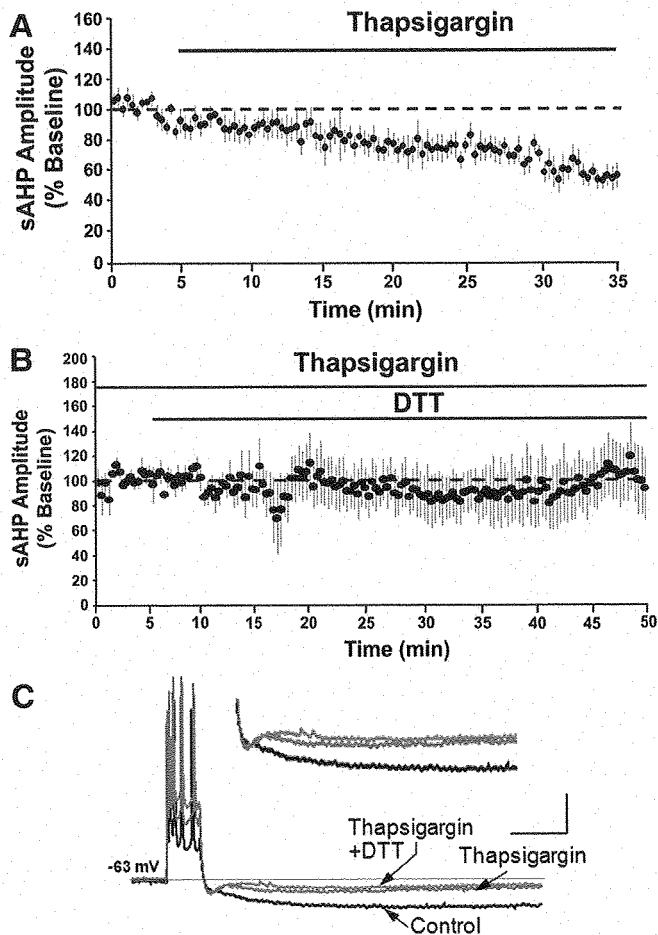 A
Thapsigargin
sAHP Amplitude
(% Baseline)
160
140
120
100
80
60
40
20
0
0 5 10 15 20 25 30 35
Time (min)
B
Thapsigargin
DTT
sAHP Amplitude
(% Baseline)
200
180
160
140
120
100
80
60
40
20
0
0 5 10 15 20 25 30 35 40 45 50
Time (min)
C
-63 mV
Thapsigargin
+DTT
Thapsigargin
Control